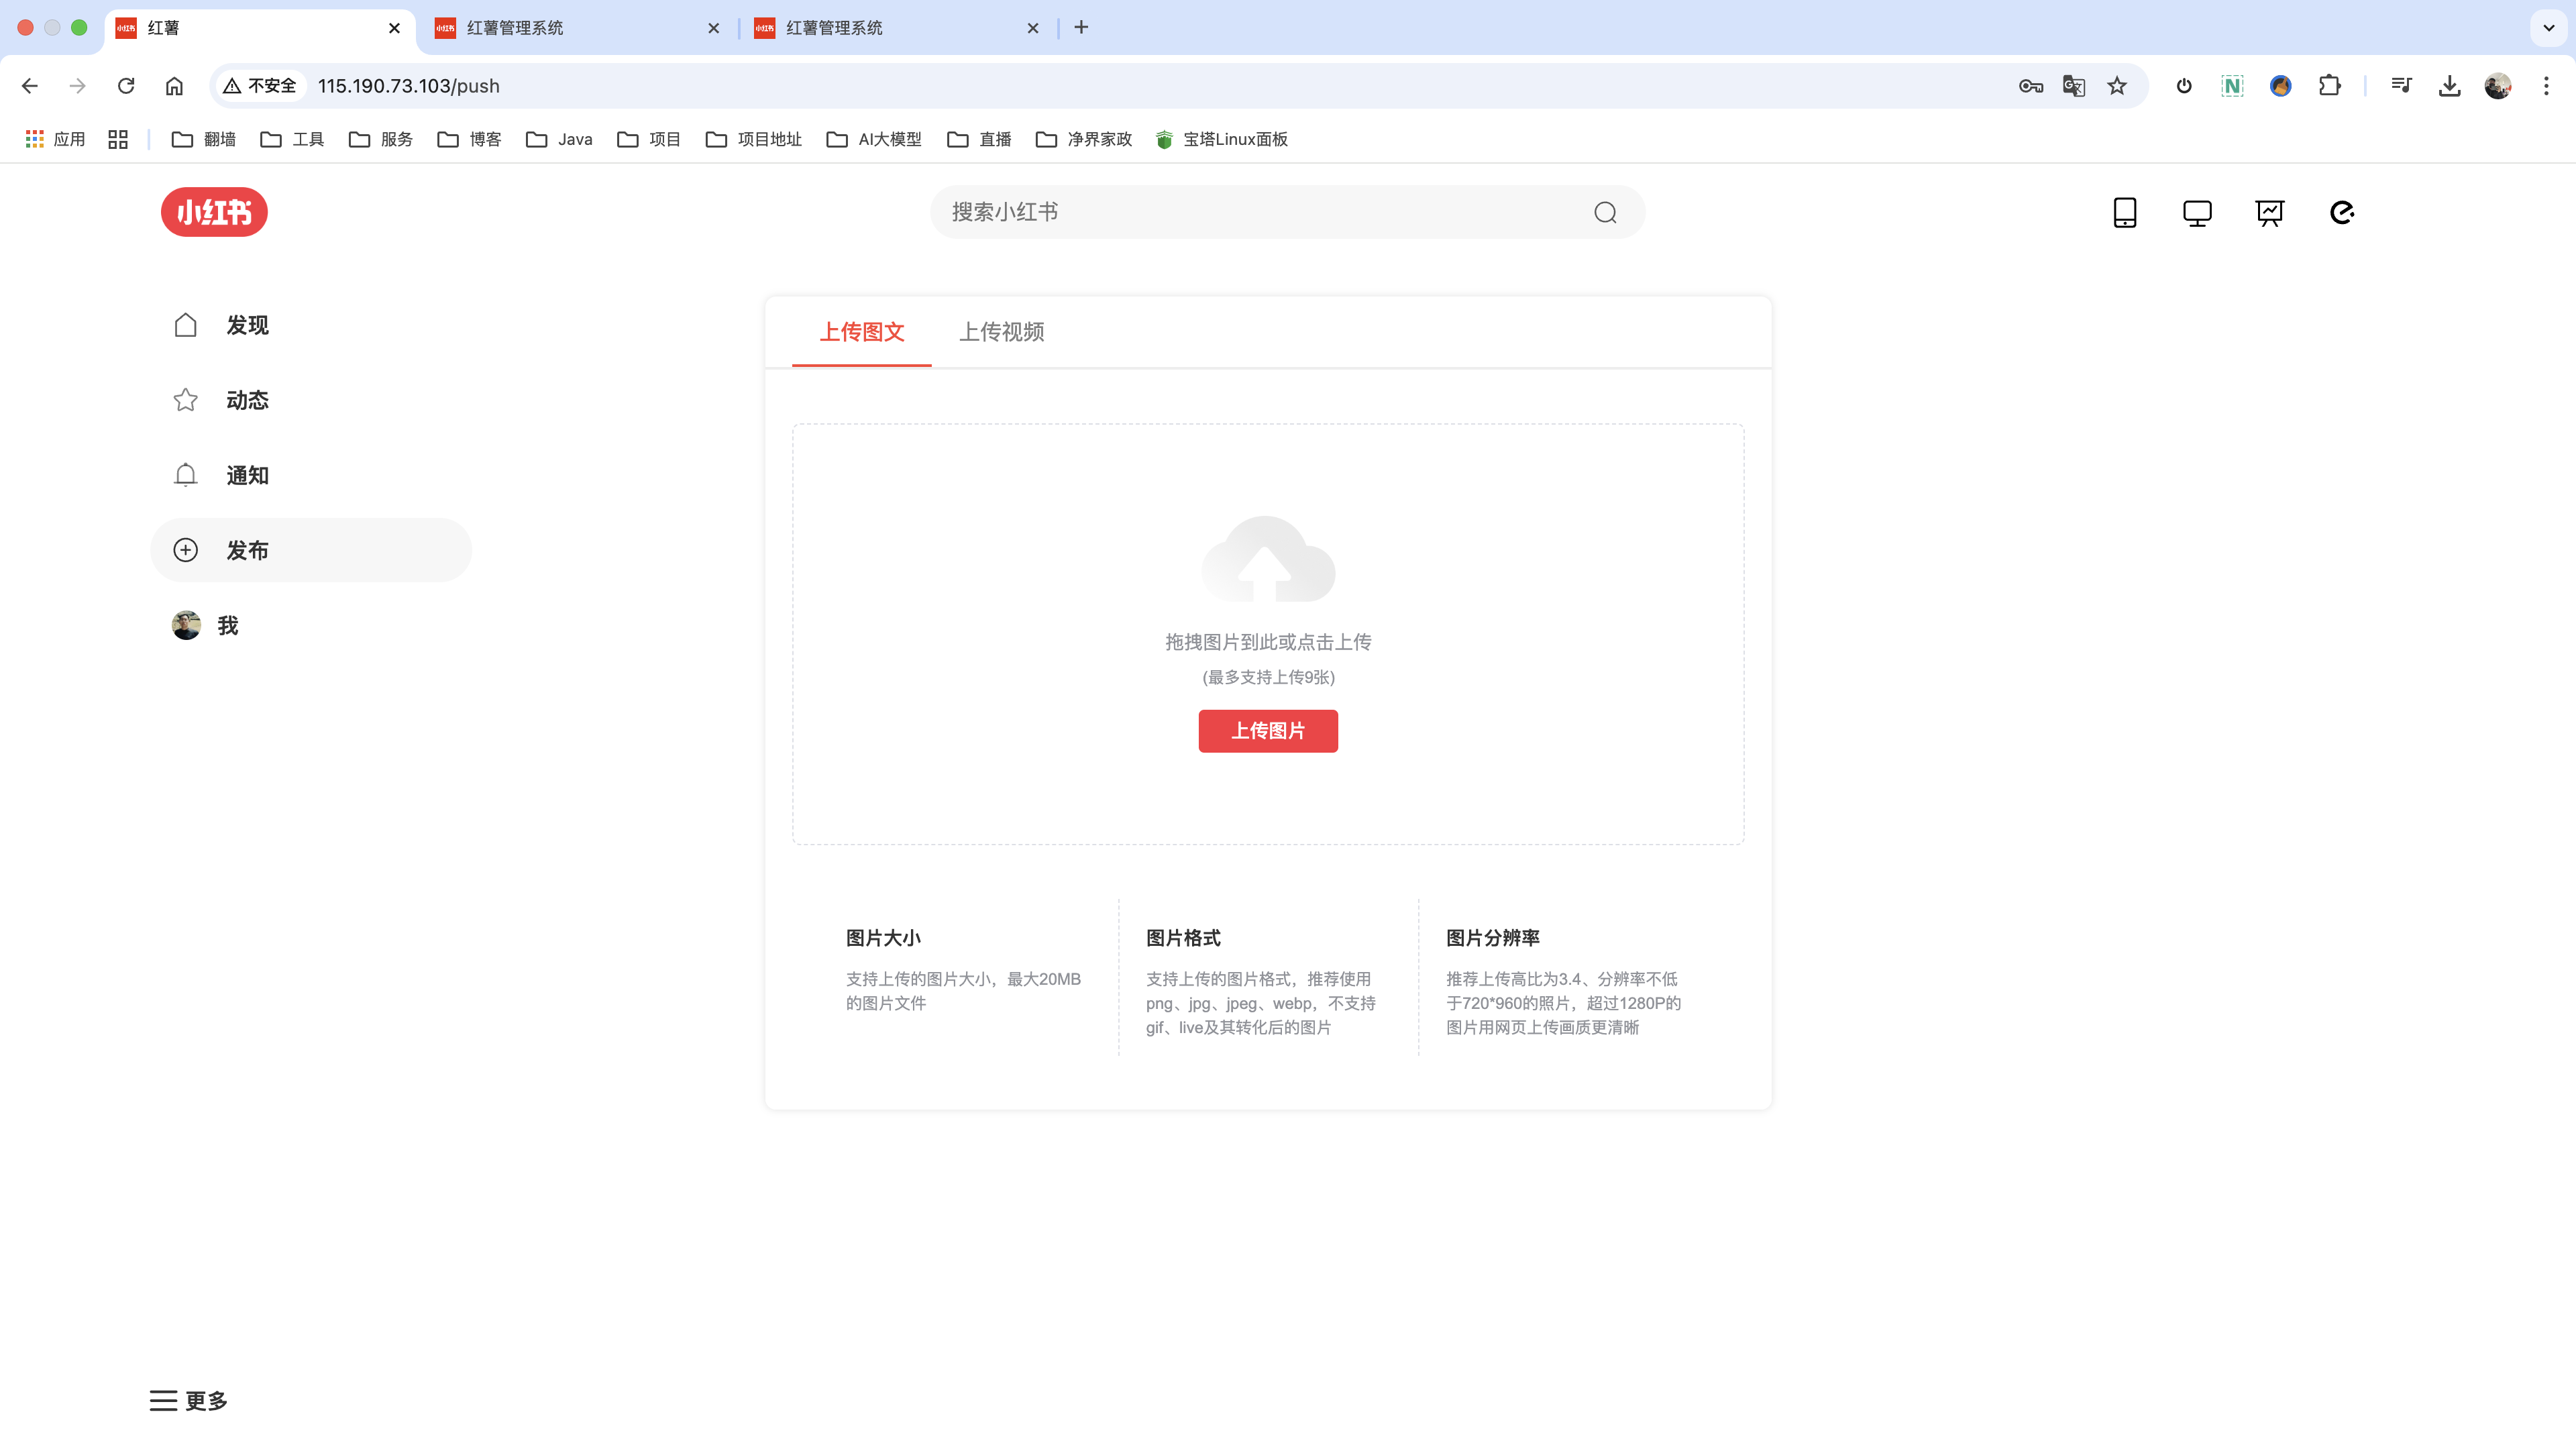 红薯
红薯管理系统
红薯管理系统
不安全
115.190.73.103/push
应用
翻墙
工具
服务
博客
Java
项目
项目地址
AI大模型
直播
净界家政
宝塔Linux面板
小红书
搜索小红书
发现
动态
通知
发布
我
上传图文
上传视频
拖拽图片到此或点击上传
(最多支持上传9张)
上传图片
图片大小
支持上传的图片大小，最大20MB
的图片文件
图片格式
支持上传的图片格式，推荐使用
png、jpg、jpeg、webp，不支持
gif、live及其转化后的图片
图片分辨率
推荐上传高比为3.4、分辨率不低
于720*960的照片，超过1280P的
图片用网页上传画质更清晰
更多